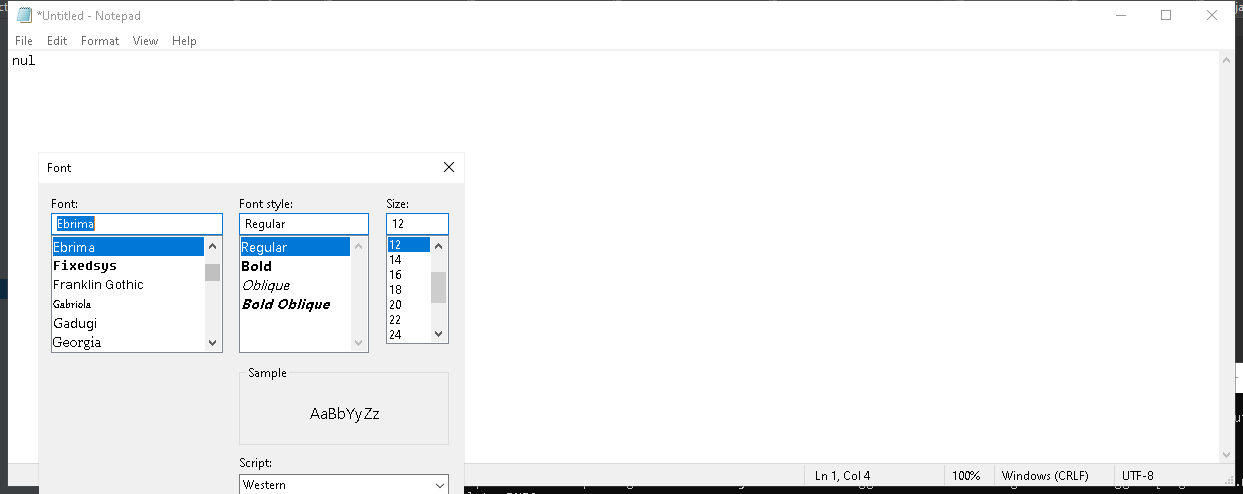 *Untitled - Notepad
File Edit Format View Help
nul
Font
Font: Font style: Size:
Ebrima Regular 12
Ebrima Regular 12
Fixedsys Bold 14
Franklin Gothic Oblique 16
Gabriola Bold Oblique 18
Gadugi 20
Georgia 22
24
Sample
AaBbYyZz
Script:
Western
Ln 1, Col 4 100% Windows (CRLF) UTF-8